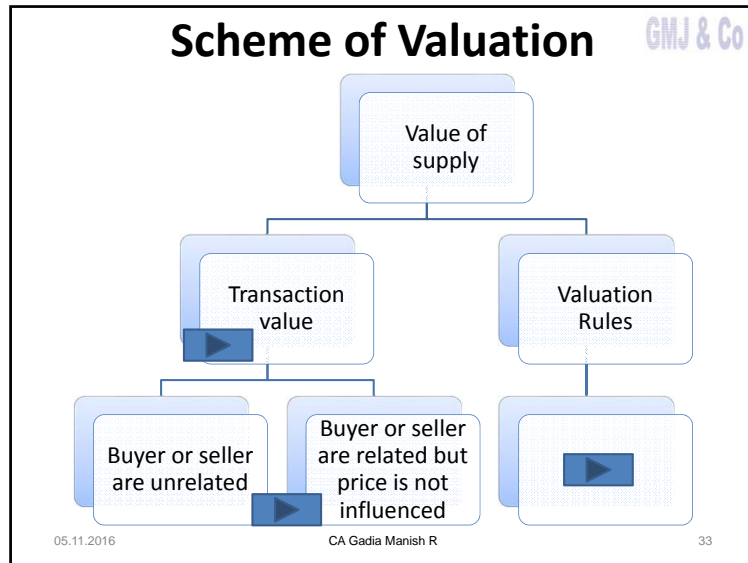 Scheme of Valuation
GMJ & Co
Value of
supply
Transaction
value
Valuation
Rules
Buyer or seller
are unrelated
Buyer or seller
are related but
price is not
influenced
05.11.2016
CA Gadia Manish R
33